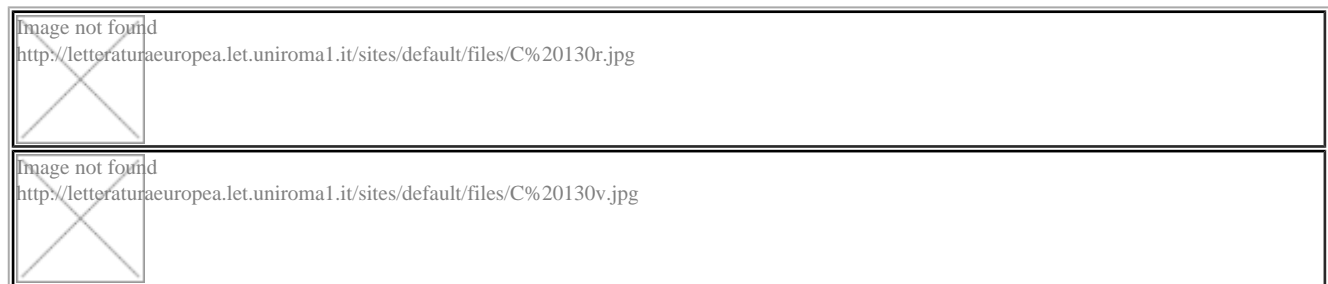 Image not found
http://letteraturaeuropea.let.uniroma1.it/sites/default/files/C%20130r.jpg
Image not found
http://letteraturaeuropea.let.uniroma1.it/sites/default/files/C%20130v.jpg